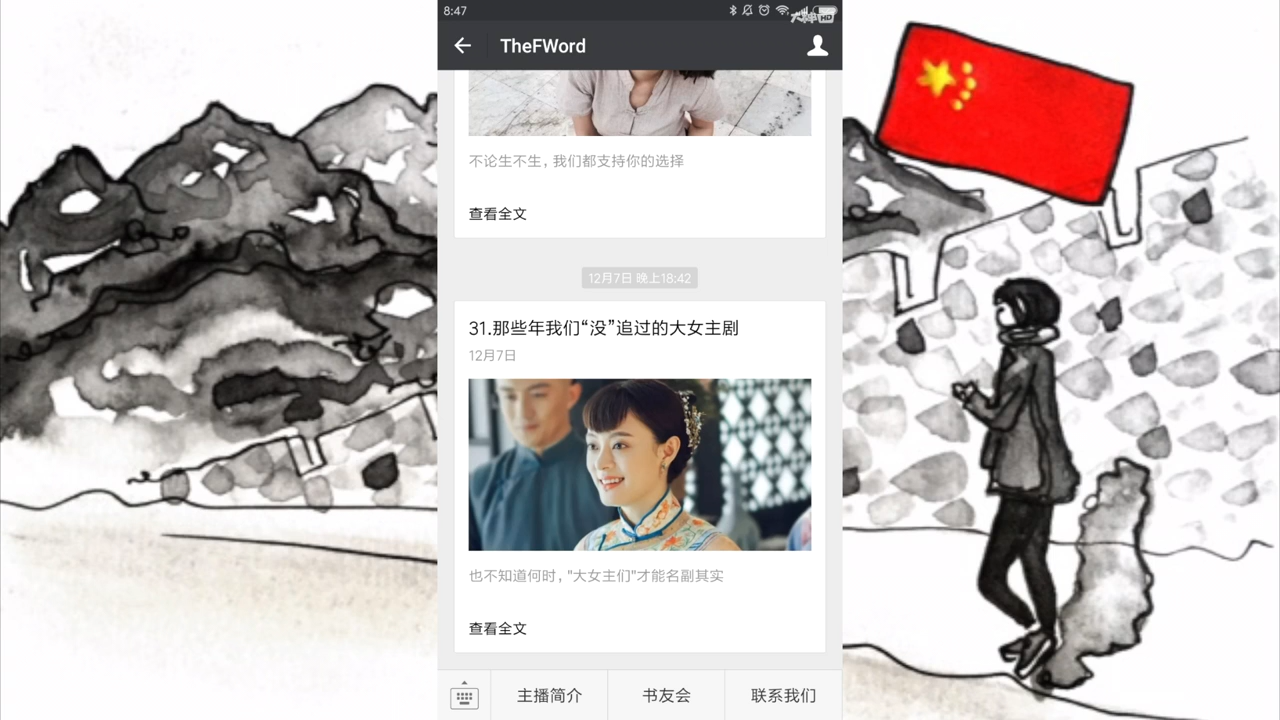 8:47
大神HD
TheFWord
不论生不生，我们都支持你的选择
查看全文
12月7日 晚上18:42
31.那些年我们“没”追过的大女主剧
12月7日
也不知道何时，"大女主们"才能名副其实
查看全文
主播简介
书友会
联系我们